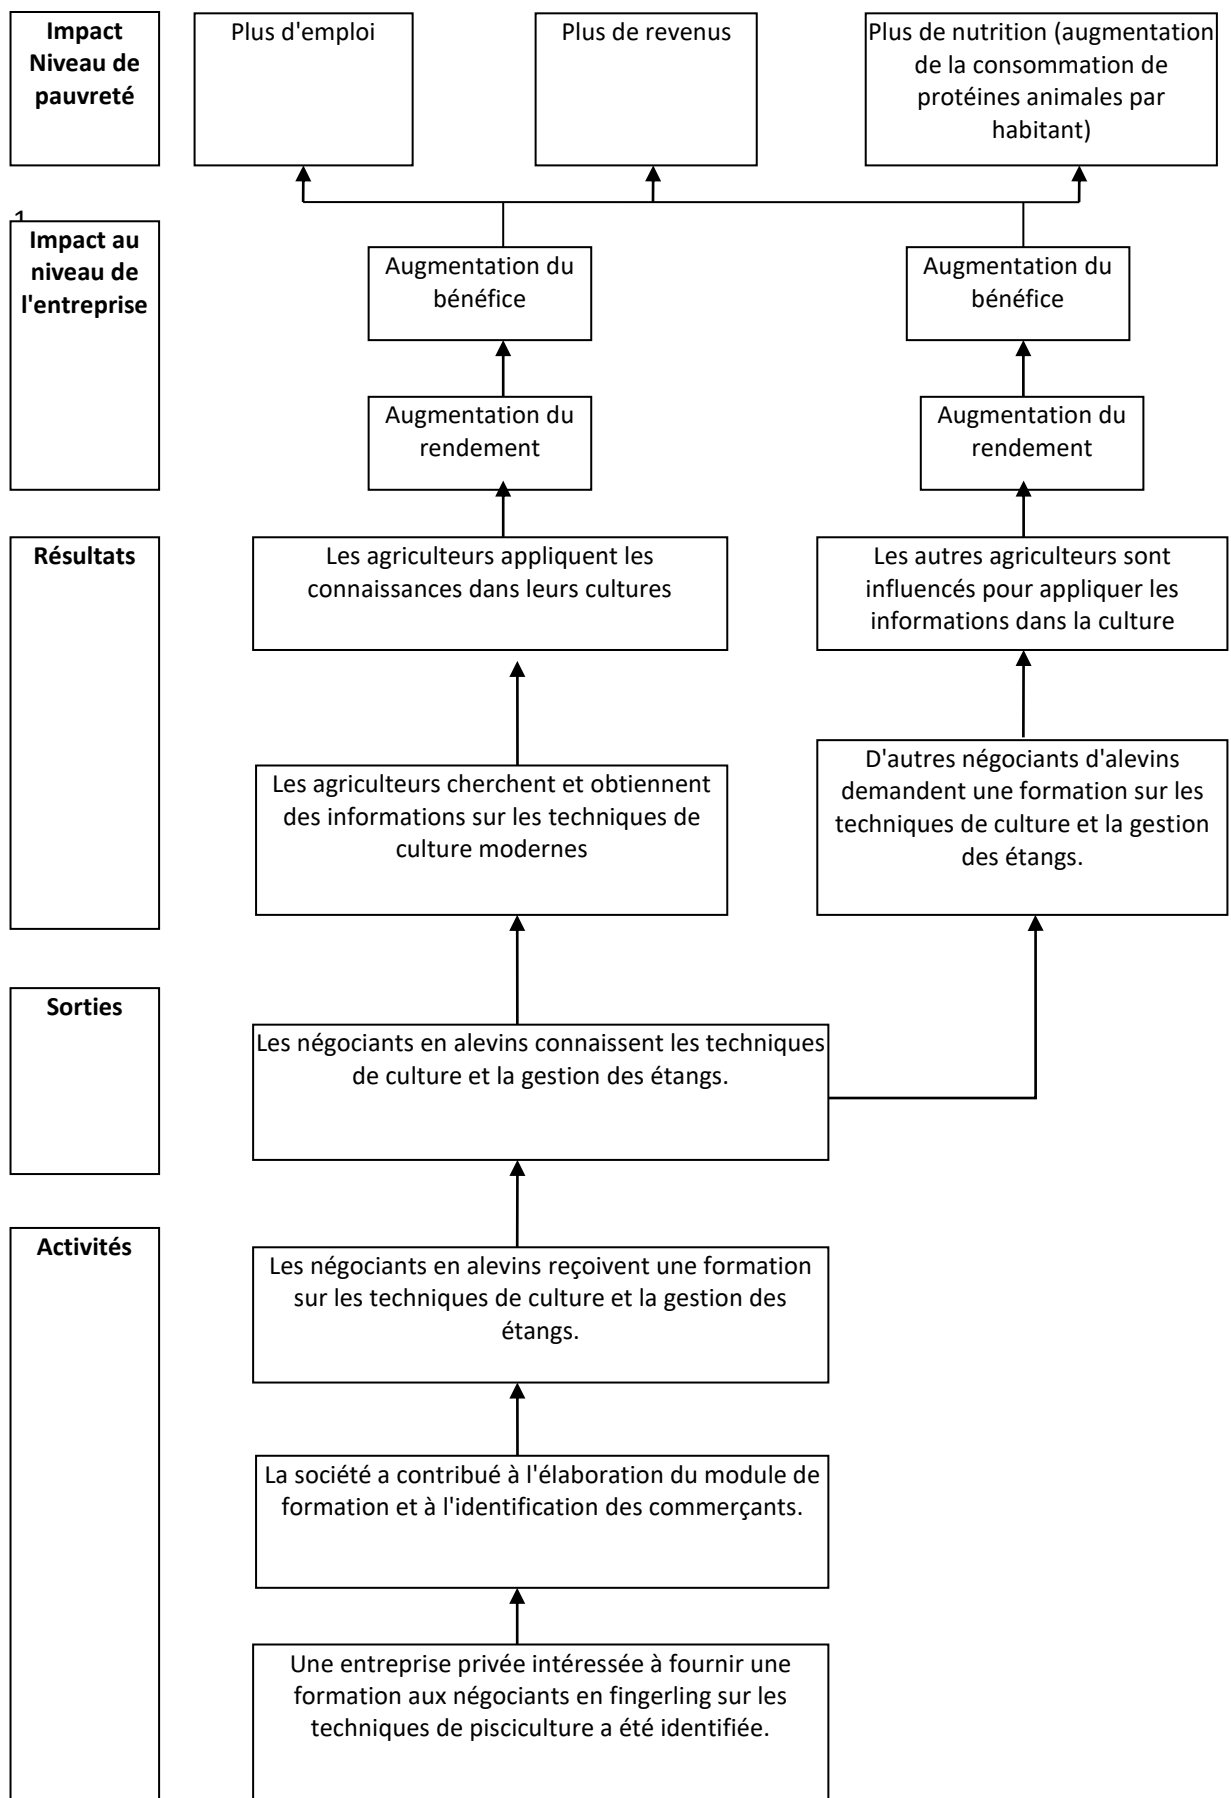 Impact
Niveau de
pauvreté
Plus d'emploi
Plus de revenus
Plus de nutrition (augmentation
de la consommation de
protéines animales par
habitant)
1
Impact au
niveau de
l'entreprise
Augmentation du
bénéfice
Augmentation du
bénéfice
Augmentation du
rendement
Augmentation du
rendement
Résultats
Les agriculteurs appliquent les
connaissances dans leurs cultures
Les autres agriculteurs sont
influencés pour appliquer les
informations dans la culture
Les agriculteurs cherchent et obtiennent
des informations sur les techniques de
culture modernes
D'autres négociants d'alevins
demandent une formation sur les
techniques de culture et la gestion
des étangs.
Sorties
Les négociants en alevins connaissent les techniques
de culture et la gestion des étangs.
Activités
Les négociants en alevins reçoivent une formation
sur les techniques de culture et la gestion des
étangs.
La société a contribué à l'élaboration du module de
formation et à l'identification des commerçants.
Une entreprise privée intéressée à fournir une
formation aux négociants en fingerling sur les
techniques de pisciculture a été identifiée.